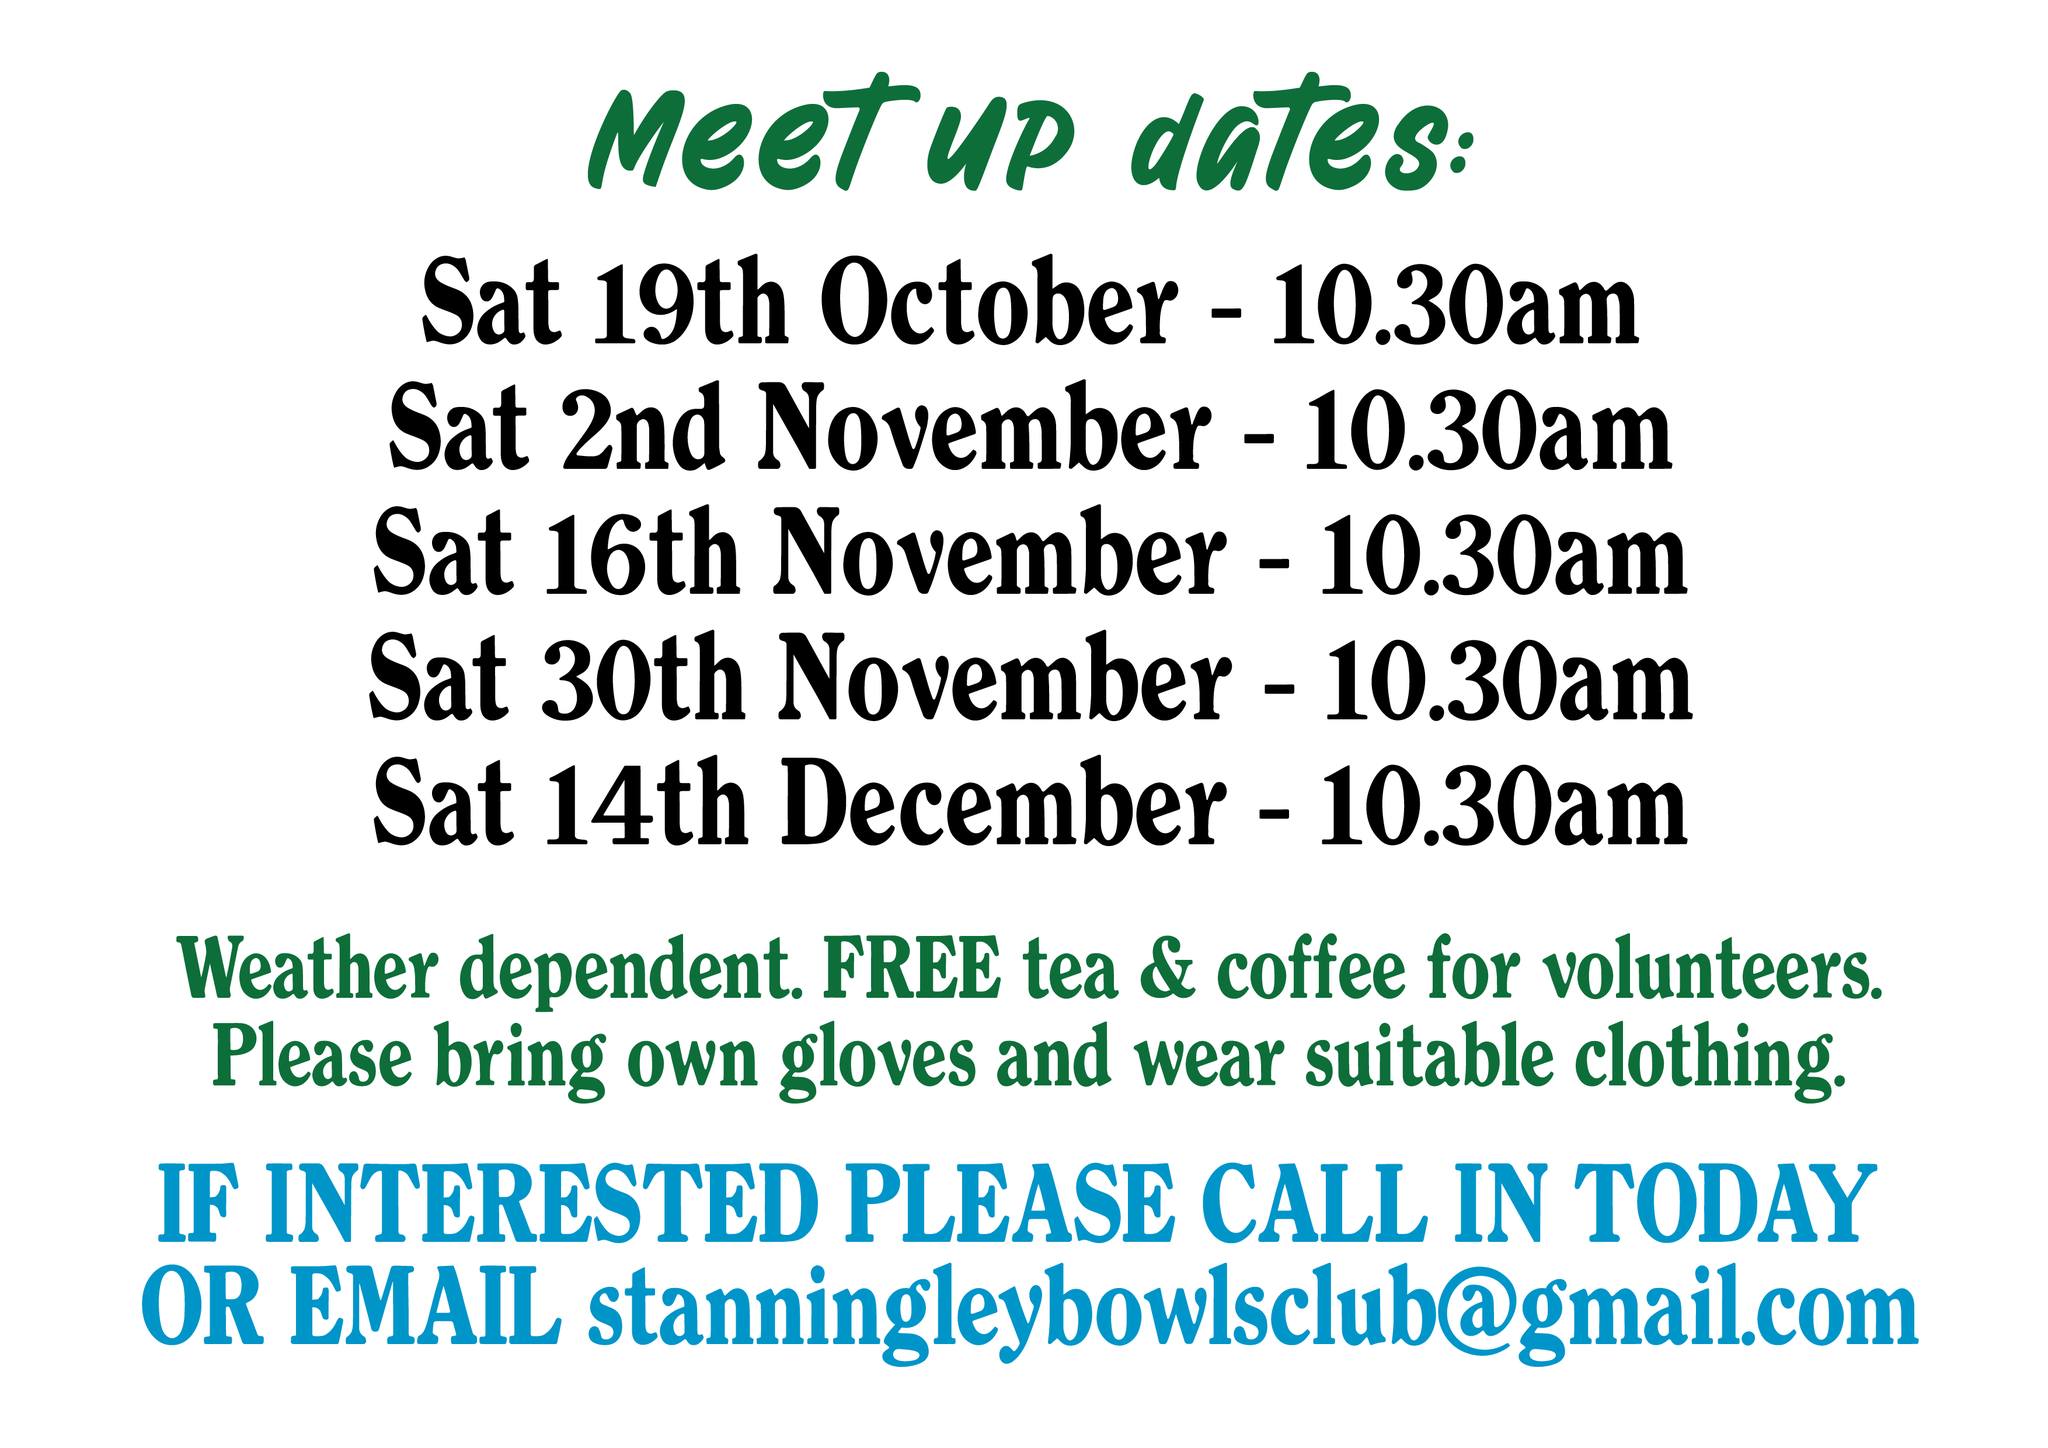 Meet up dates:
Sat 19th October - 10.30am
Sat 2nd November - 10.30am
Sat 16th November - 10.30am
Sat 30th November - 10.30am
Sat 14th December - 10.30am
Weather dependent. FREE tea & coffee for volunteers.
Please bring own gloves and wear suitable clothing.
IF INTERESTED PLEASE CALL IN TODAY
OR EMAIL stanningleybowlsclub@gmail.com